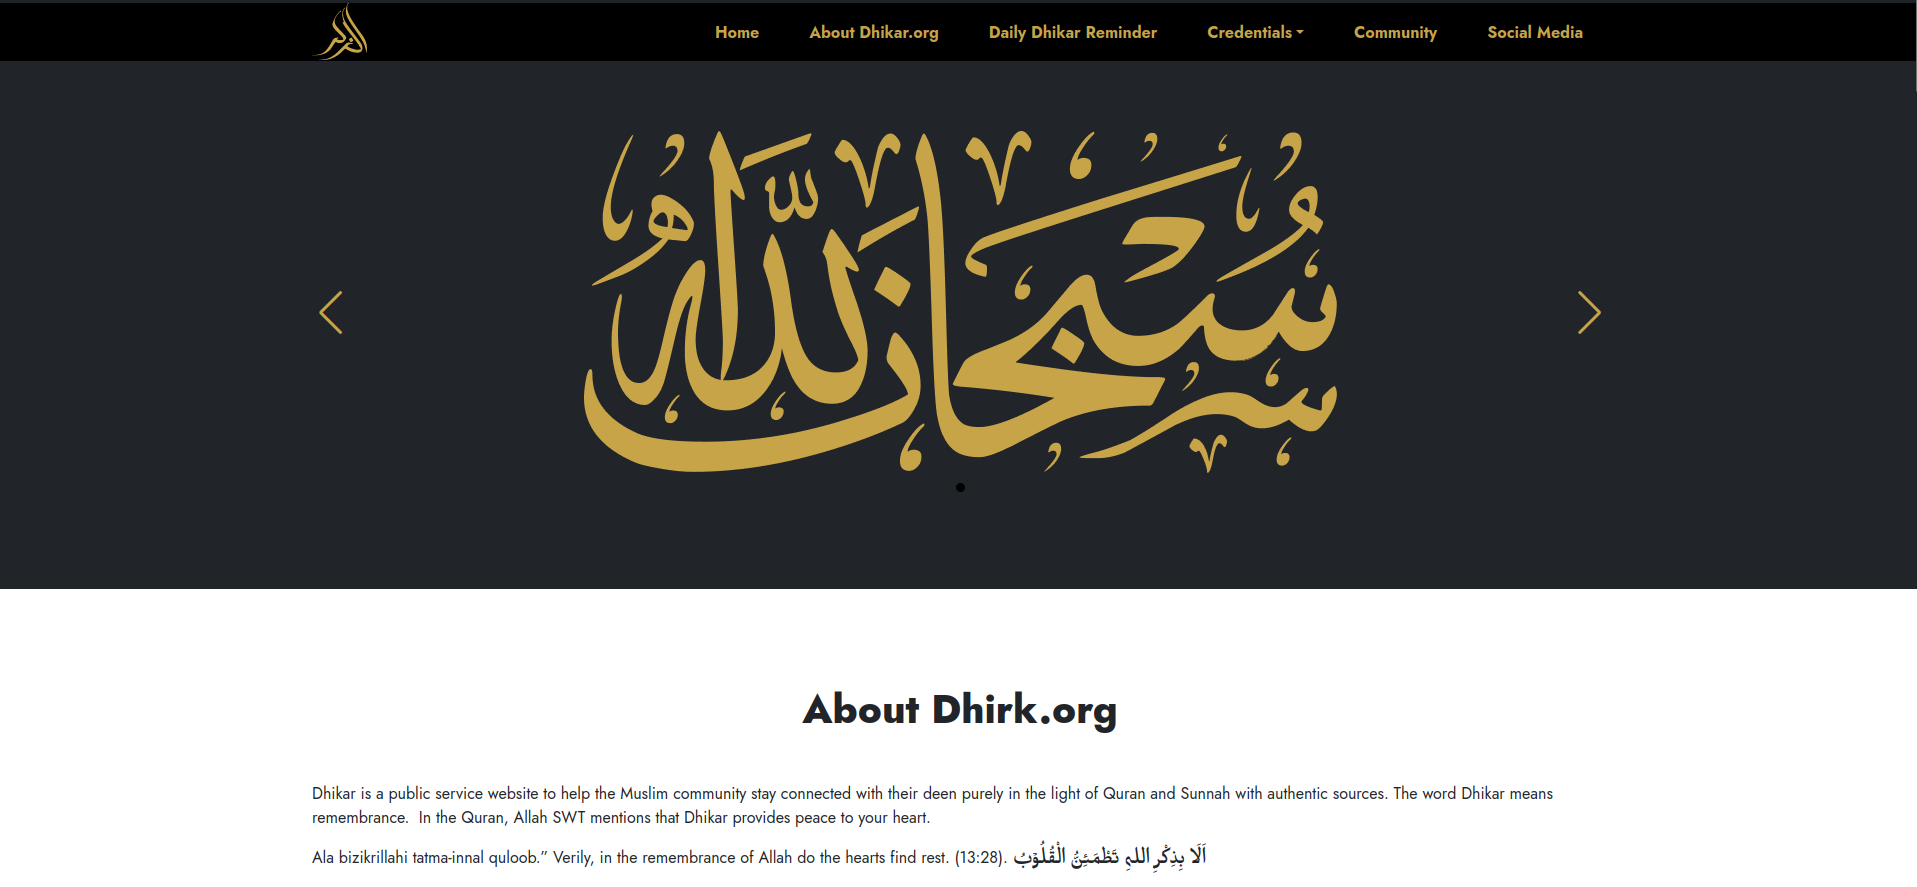 Home About Dhikar.org Daily Dhikar Reminder Credentials Community Social Media
سُبْحَانَ اللّٰه
About Dhirk.org
Dhikar is a public service website to help the Muslim community stay connected with their deen purely in the light of Quran and Sunnah with authentic sources. The word Dhikar means
remembrance. In the Quran, Allah SWT mentions that Dhikar provides peace to your heart.
Ala bizikrillahi tatma-innal quloob.” Verily, in the remembrance of Allah do the hearts find rest. (13:28). اَلَا بِذِكْرِ اللہِ تَطْمَئِنُّ الْقُلُوْبُ